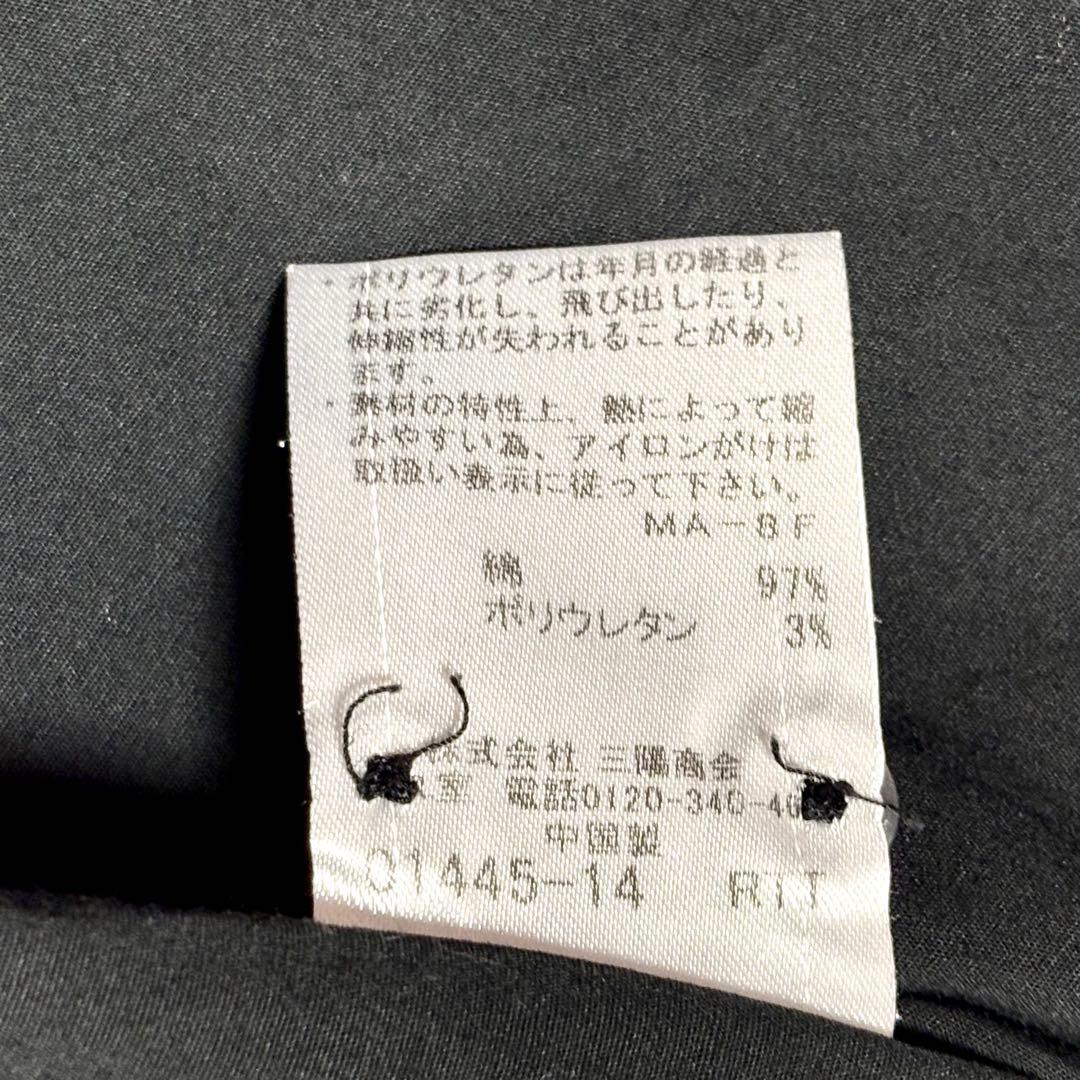 ・ポリウレタンは年月の経過と
共に劣化し、飛び出したり、
伸縮性が失われることがあり
ます。
・素材の特性上、熱によって縮
みやすい為、アイロンがけは
取扱い表示に従って下さい。
MA-8F
綿 97%
ポリウレタン 3%
式会社 三陽商会
室 電話0120-340-46
中国製
01445-14 RTT